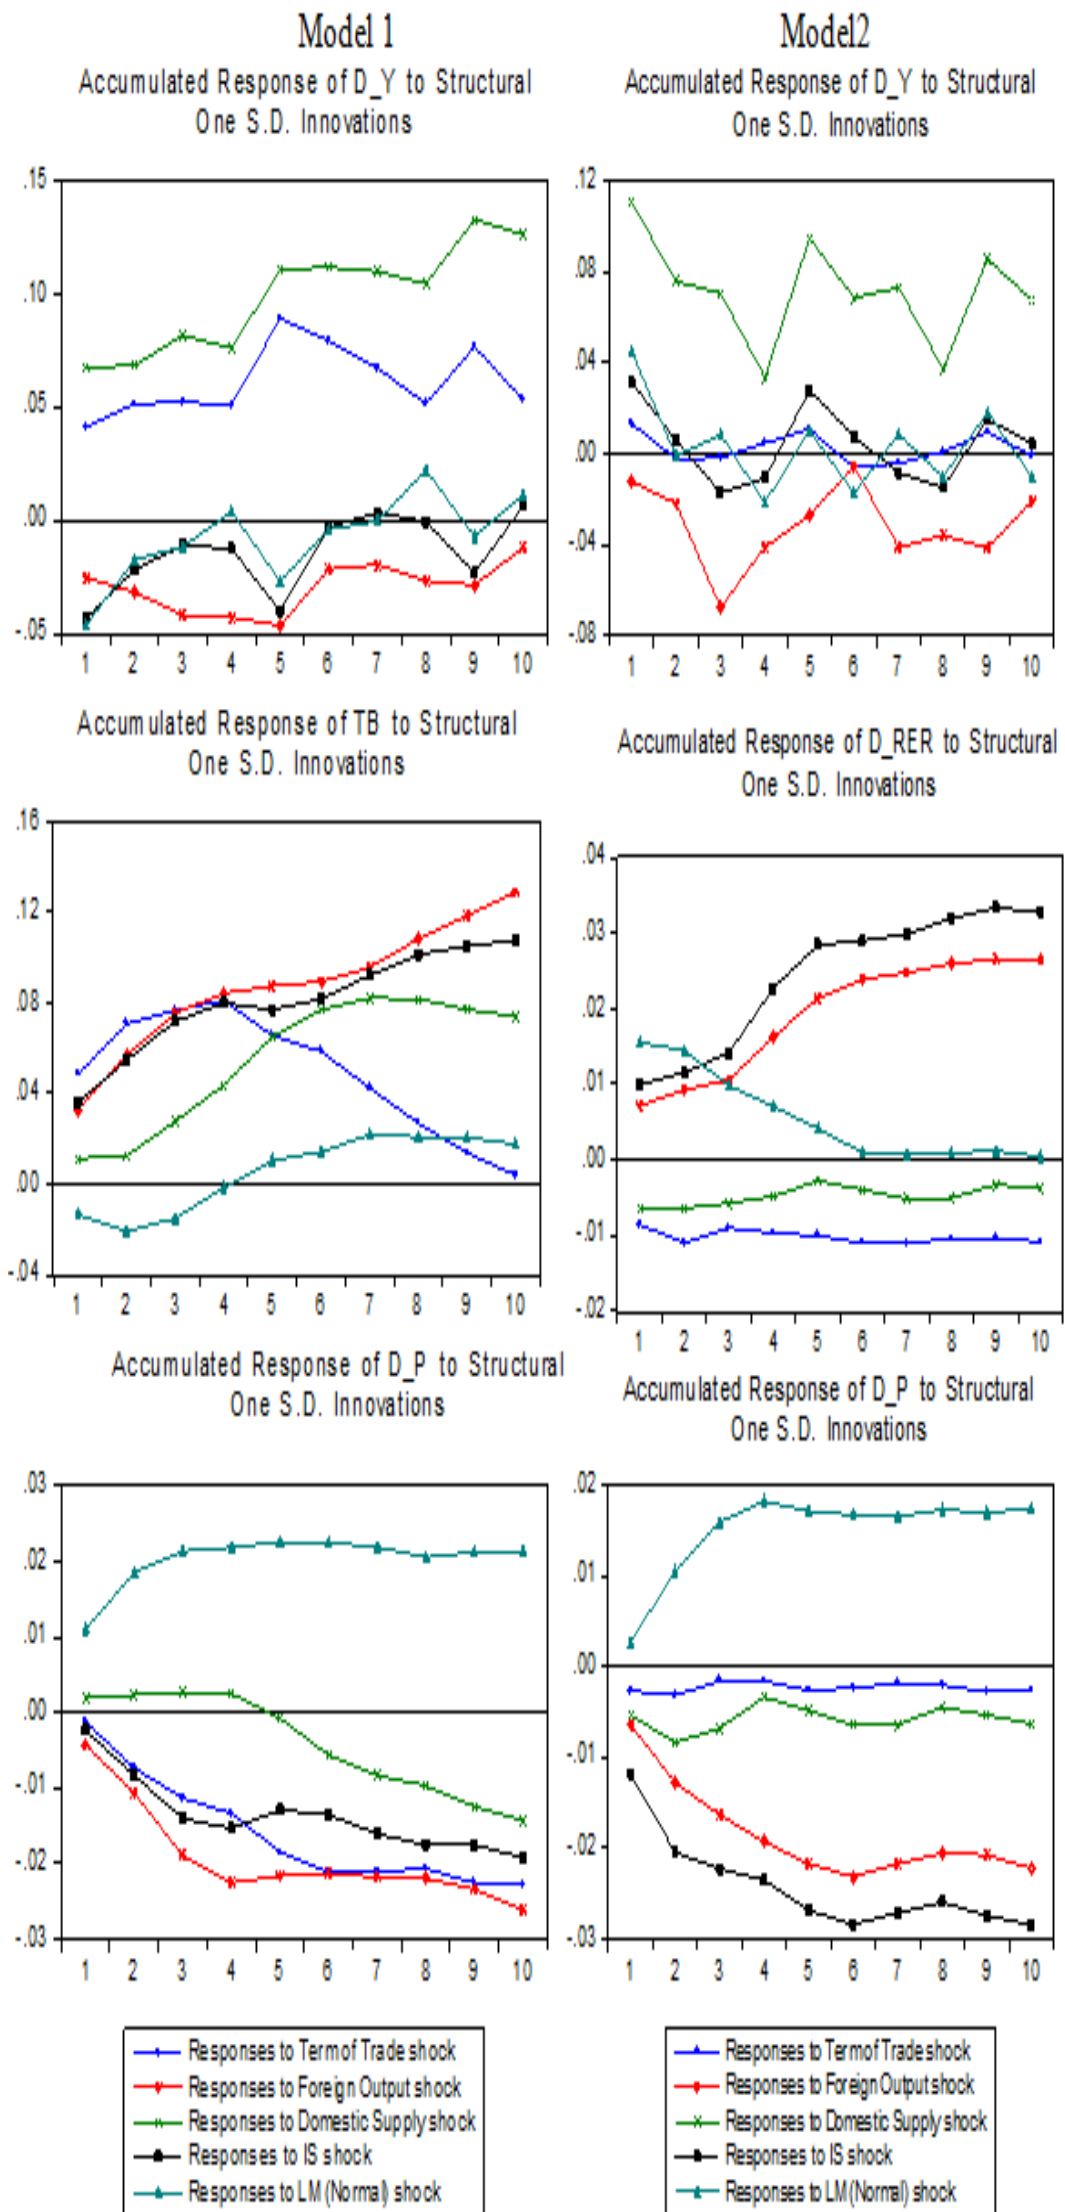 Model 1
Accumulated Response of D_Y to Structural
One S.D. Innovations
.15
.10
.05
.00
-.05
1 2 3 4 5 6 7 8 9 10
Model2
Accumulated Response of D_Y to Structural
One S.D. Innovations
.12
.08
.04
.00
-.04
-.08
1 2 3 4 5 6 7 8 9 10
Accumulated Response of TB to Structural
One S.D. Innovations
.16
.12
.08
.04
.00
-.04
1 2 3 4 5 6 7 8 9 10
Accumulated Response of D_RER to Structural
One S.D. Innovations
.04
.03
.02
.01
.00
-.01
-.02
1 2 3 4 5 6 7 8 9 10
Accumulated Response of D_P to Structural
One S.D. Innovations
.03
.02
.01
.00
-.01
-.02
-.03
1 2 3 4 5 6 7 8 9 10
Accumulated Response of D_P to Structural
One S.D. Innovations
.02
.01
.00
-.01
-.02
-.03
1 2 3 4 5 6 7 8 9 10
Responses to Term of Trade shock
Responses to Foreign Output shock
Responses to Domestic Supply shock
Responses to IS shock
Responses to LM (Normal) shock
Responses to Term of Trade shock
Responses to Foreign Output shock
Responses to Domestic Supply shock
Responses to IS shock
Responses to LM (Normal) shock